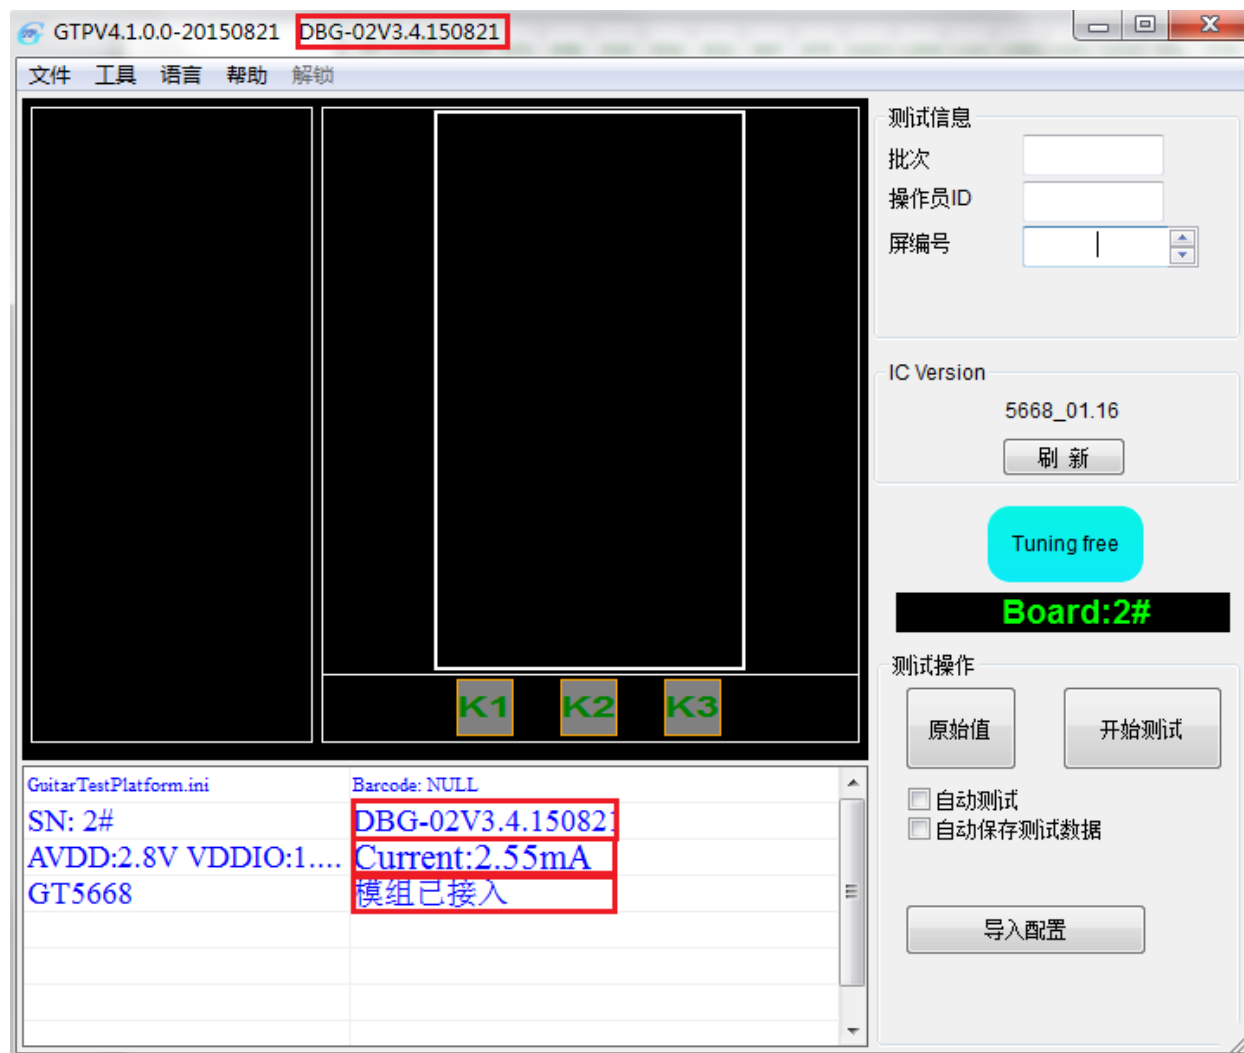 GTPV4.1.0.0-20150821 DBG-02V3.4.150821
文件 工具 语言 帮助 解锁
K1 K2 K3
GuitarTestPlatform.ini Barcode: NULL
SN: 2# DBG-02V3.4.150821
AVDD:2.8V VDDIO:1.... Current:2.55mA
GT5668 模组已接入
测试信息
批次
操作员ID
屏编号
IC Version
5668_01.16
刷 新
Tuning free
Board:2#
测试操作
原始值 开始测试
自动测试
自动保存测试数据
导入配置